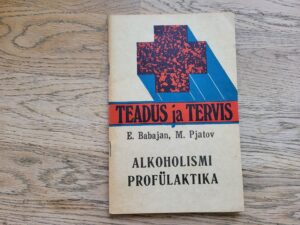 TEADUS ja TERVIS
E. Babajan, M. Pjatov
ALKOHOLISMI
PROFÜLAKTIKA